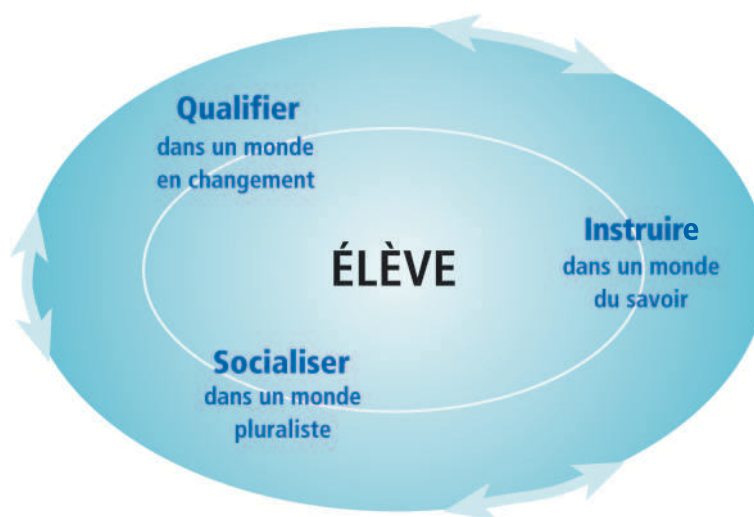 Qualifier
dans un monde
en changement
ÉLÈVE
Instruire
dans un monde
du savoir
Socialiser
dans un monde
pluraliste